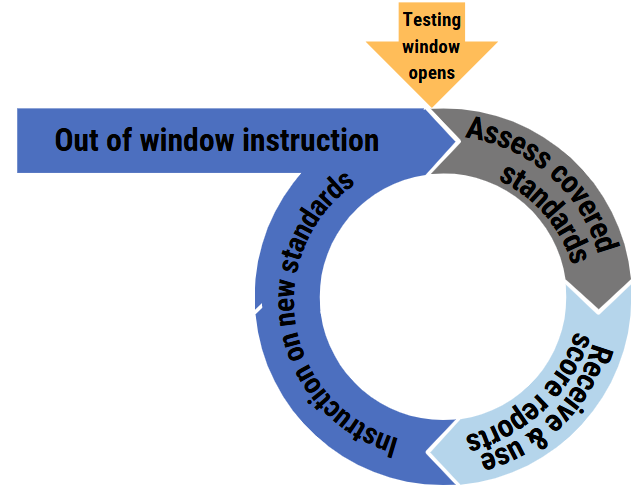 Testing
window
opens
Out of window instruction
Assess covered
standards
Receive & use
score reports
Instruction on new standards